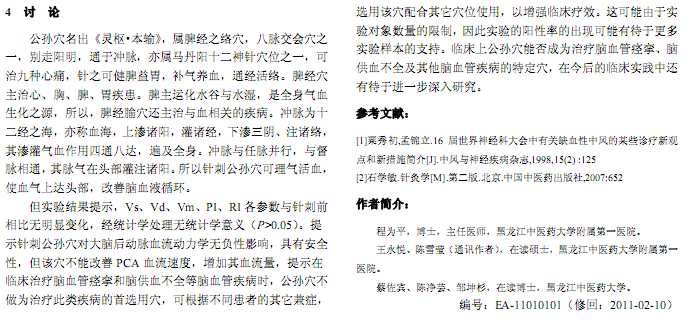 4 讨 论
公孙穴名出《灵枢·本输》，属脾经之络穴，八脉交会穴之
一，别走阳明，通于冲脉，亦属马丹阳十二神针穴位之一，可
治九种心痛，针之可健脾益胃，补气养血，通经活络。脾经穴
主治心、胸、脾、胃疾患。脾主运化水谷与水湿，是全身气血
生化之源，所以，脾经腧穴还主治与血相关的疾病。冲脉为十
二经之海，亦称血海，上渗诸阳，灌诸经，下渗三阴、注诸络，
其渗灌气血作用四通八达，遍及全身。冲脉与任脉并行，与督
脉相通，其脉气在头部灌注诸阳。所以针刺公孙穴可理气活血，
使血气上达头部，改善脑血液循环。
但实验结果提示，Vs、Vd、Vm、PI、RI 各参数与针刺前
相比无明显变化，经统计学处理无统计学意义（P>0.05）。提
示针刺公孙穴对大脑后动脉血流动力学无负性影响，具有安全
性，但该穴不能改善 PCA 血流速度，增加其血流量，提示在
临床治疗脑血管痉挛和脑供血不全等脑血管疾病时，公孙穴不
做为治疗此类疾病的首选用穴，可根据不同患者的其它兼症，
选用该穴配合其它穴位使用，以增强临床疗效。这可能由于实
验对象数量的限制，因此实验的阳性率的出现可能有待于更多
实验样本的支持。临床上公孙穴能否成为治疗脑血管痉挛、脑
供血不全及其他脑血管疾病的特定穴，在今后的临床实践中还
有待于进一步深入研究。
参考文献：
[1]粟秀初,孟锦立.16 届世界神经科大会中有关缺血性中风的某些诊疗新观
点和新措施简介[J].中风与神经疾病杂志,1998,15(2) :125
[2]石学敏.针灸学[M].第二版.北京.中国中医药出版社,2007:652
作者简介：
程为平，博士，主任医师，黑龙江中医药大学附属第一医院。
王永悦、陈雪莹（通讯作者），在读硕士，黑龙江中医药大学附属第一
医院。
蔡佐宾、陈净芸、邹坤杉，在读博士，黑龙江中医药大学。
编号：EA-11010101（修回：2011-02-10）